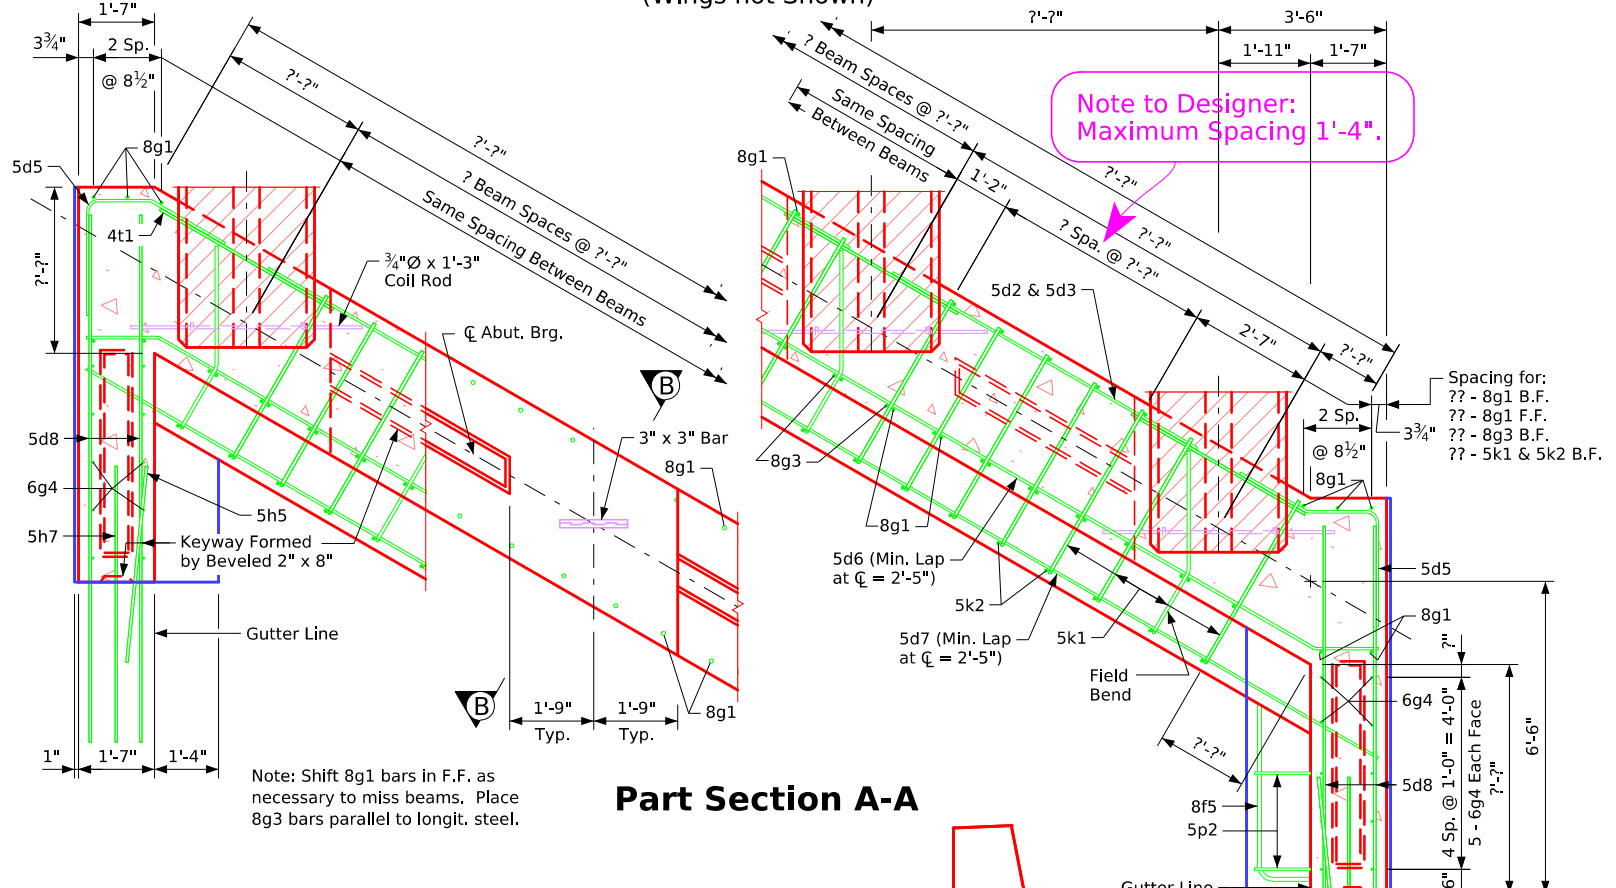 (Wings not Shown)
1'-7"
3¾"
2 Sp.
@ 8½"
?'-?"
?'-?"
? Beam Spaces @ ?'-?"
Same Spacing Between Beams
8g1
5d5
4t1
?'-?"
¾"Ø x 1'-3"
Coil Rod
℄ Abut. Brg.
B
3" x 3" Bar
8g1
5d8
6g4
5h7
5h5
Keyway Formed
by Beveled 2" x 8"
Gutter Line
B
1'-9"
Typ.
1'-9"
Typ.
8g1
1"
1'-7"
1'-4"
Note: Shift 8g1 bars in F.F. as
necessary to miss beams. Place
8g3 bars parallel to longit. steel.
Part Section A-A
?'-?"
3'-6"
1'-11"
1'-7"
? Beam Spaces @ ?'-?"
Same Spacing
Between Beams
Note to Designer:
Maximum Spacing 1'-4".
8g1
1'-2"
?'-?"
?'-?"
? Spa. @ ?'-?"
5d2 & 5d3
2'-7"
?'-?"
2 Sp.
@ 8½"
3¾"
Spacing for:
?? - 8g1 B.F.
?? - 8g1 F.F.
?? - 8g3 B.F.
?? - 5k1 & 5k2 B.F.
8g1
8g3
8g1
5d6 (Min. Lap
at ℄ = 2'-5")
5k2
5d7 (Min. Lap
at ℄ = 2'-5")
5k1
Field
Bend
5d5
8g1
?"
6g4
?'-?"
5d8
8f5
5p2
4 Sp. @ 1'-0" = 4'-0"
5 - 6g4 Each Face
?'-?"
6'-6"
6"
Gutter Line